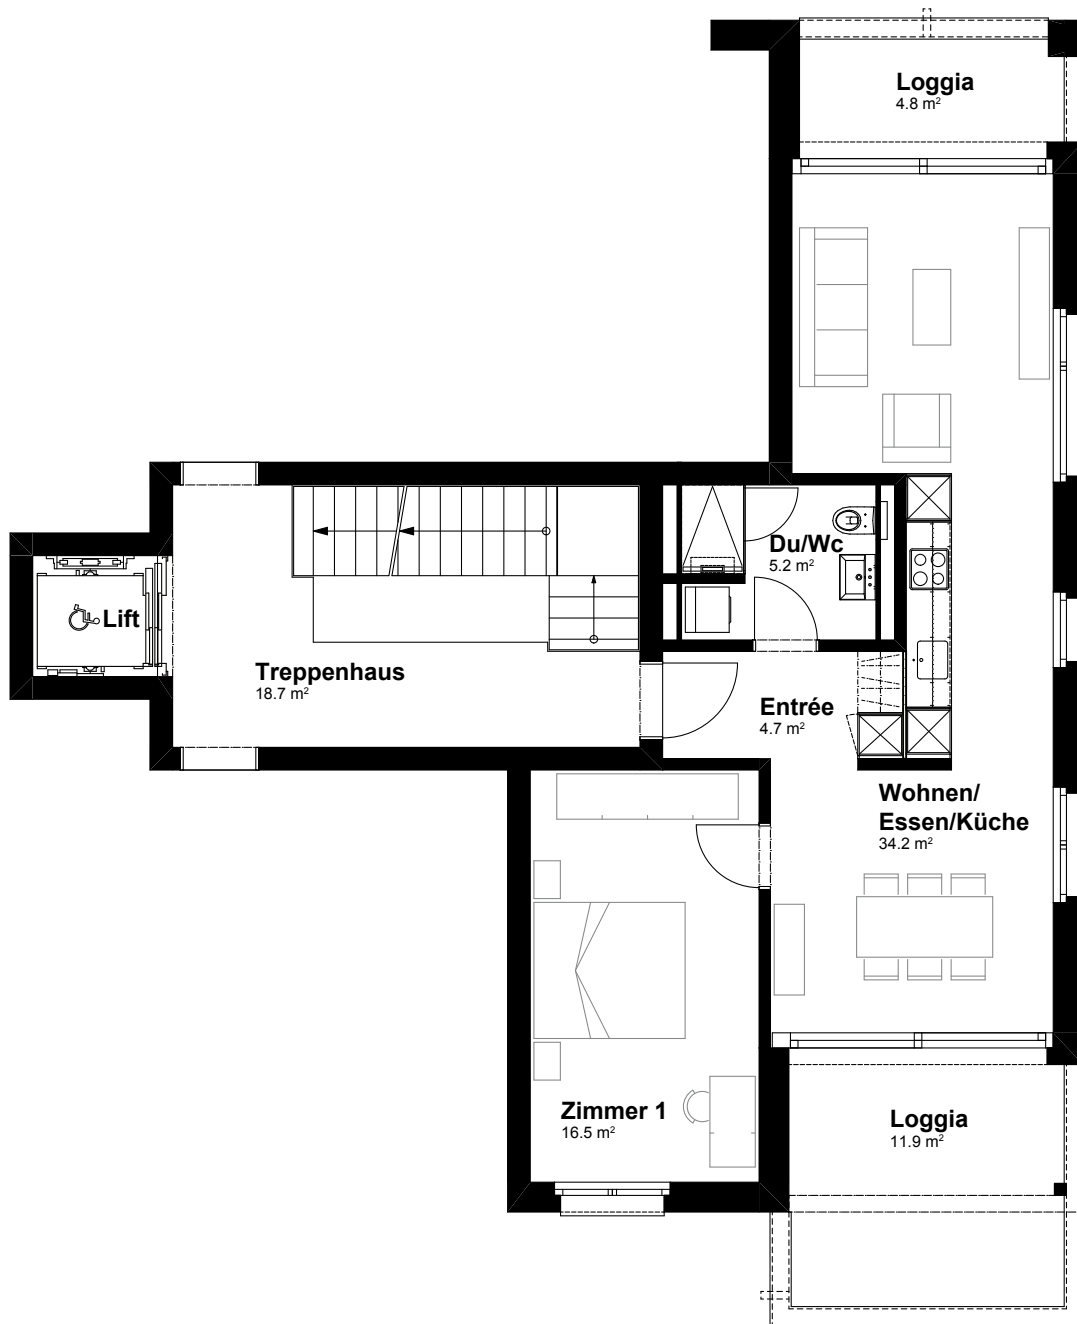 Loggia
4.8 m²
Du/Wc
5.2 m²
Lift
Treppenhaus
18.7 m²
Entrée
4.7 m²
Wohnen/
Essen/Küche
34.2 m²
Zimmer 1
16.5 m²
Loggia
11.9 m²